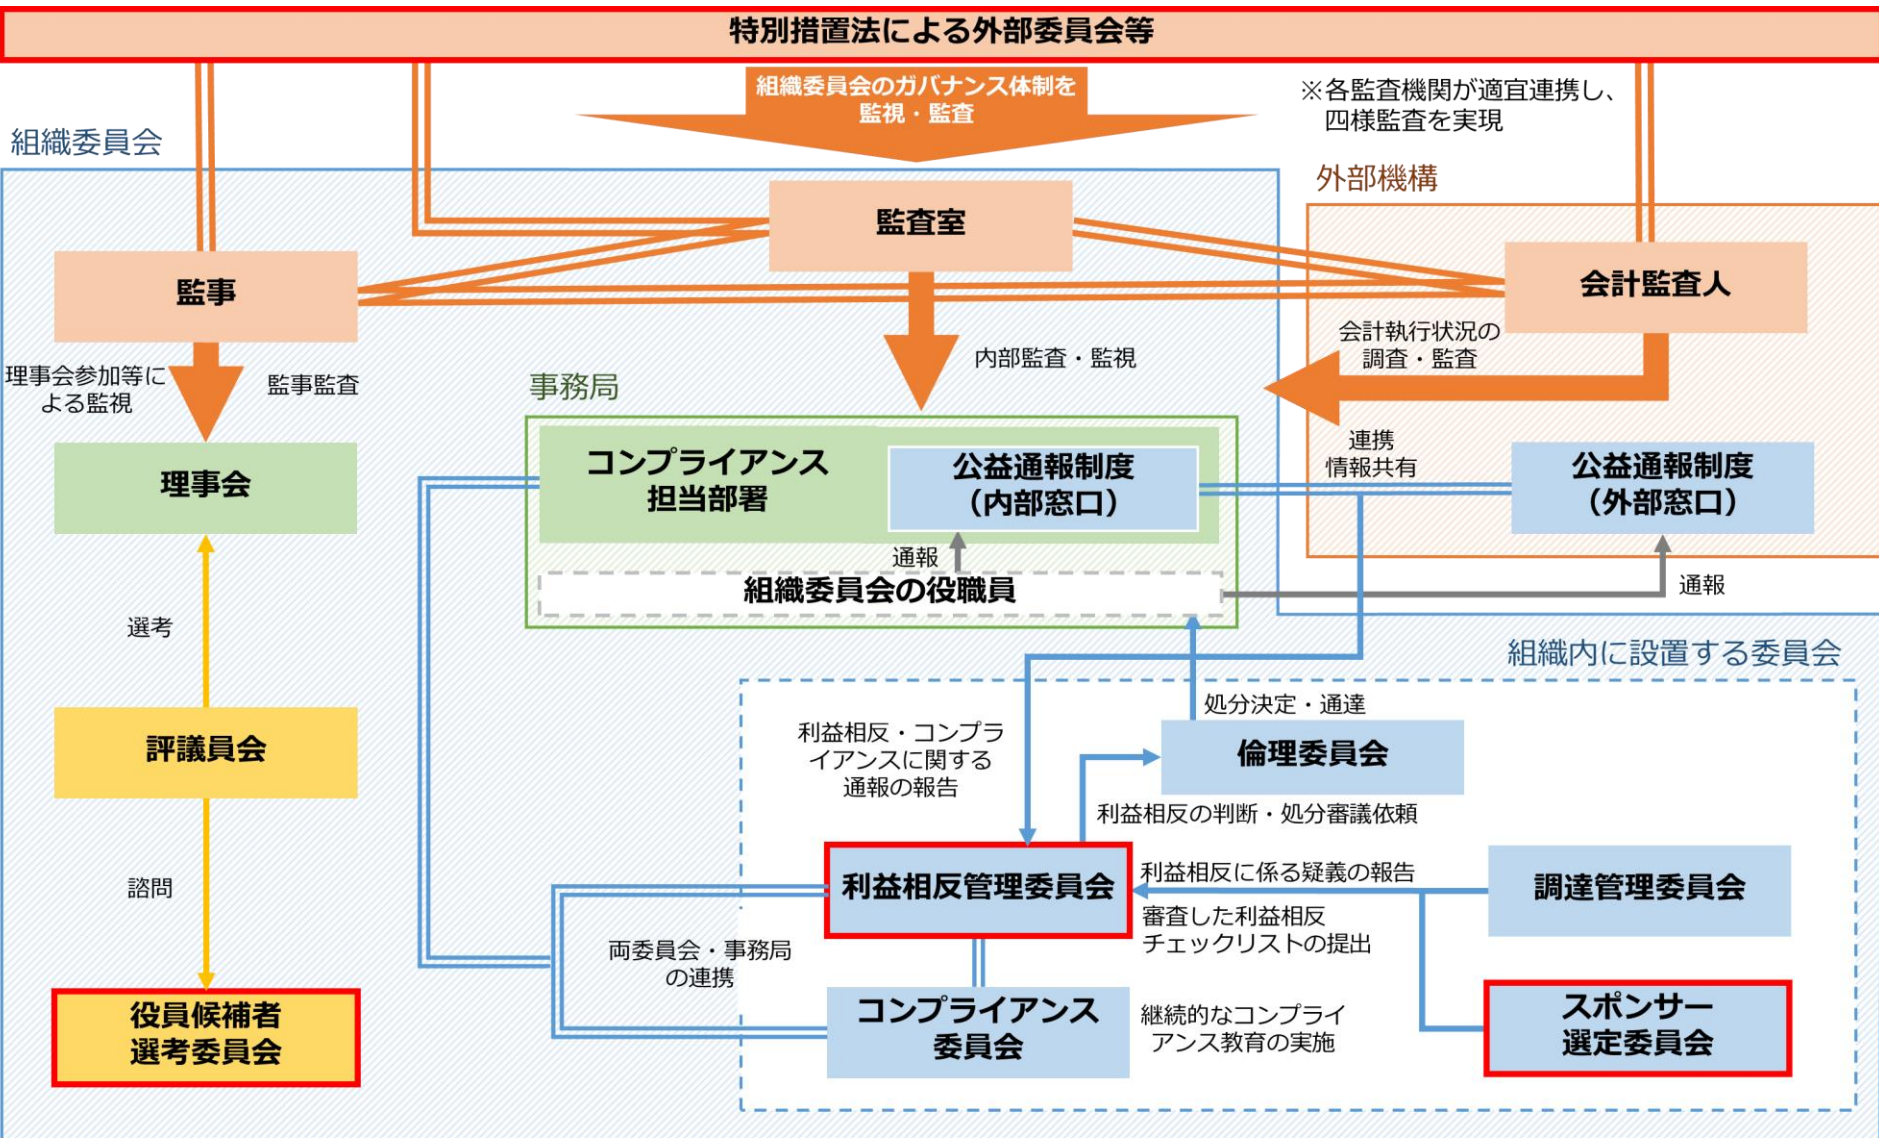 特別措置法による外部委員会等
組織委員会のガバナンス体制を
監視・監査
※各監査機関が適宜連携し、
四様監査を実現
組織委員会
外部機構
監査室
監事
会計監査人
会計執行状況の
調査・監査
内部監査・監視
理事会参加等に
よる監視
監事監査
事務局
理事会
コンプライアンス
担当部署
公益通報制度
（内部窓口）
連携
情報共有
公益通報制度
（外部窓口）
通報
組織委員会の役職員
通報
選考
組織内に設置する委員会
処分決定・通達
利益相反・コンプラ
イアンスに関する
通報の報告
倫理委員会
評議員会
利益相反の判断・処分審議依頼
諮問
利益相反管理委員会
利益相反に係る疑義の報告
審査した利益相反
チェックリストの提出
調達管理委員会
両委員会・事務局
の連携
役員候補者
選考委員会
コンプライアンス
委員会
継続的なコンプライ
アンス教育の実施
スポンサー
選定委員会